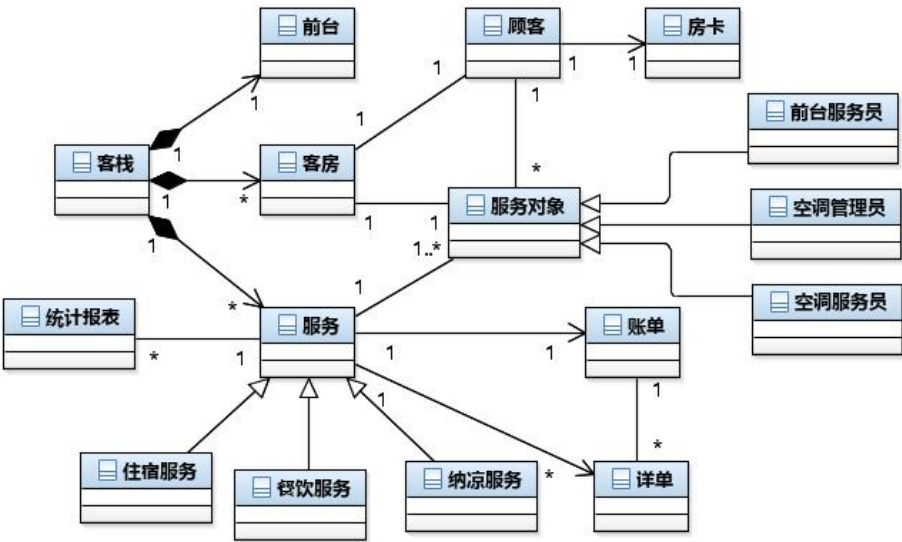 前台
顾客
房卡
1
1
1
1
1
1
1
前台服务员
客栈
1
客房
*
*
1
1
1
服务对象
空调管理员
1
1..*
1
空调服务员
统计报表
*
服务
账单
*
1
1
1
1
1
住宿服务
餐饮服务
纳凉服务
*
*
详单